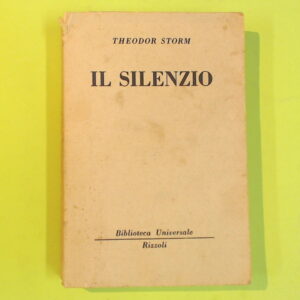 THEODOR STORM
IL SILENZIO
Biblioteca Universale
Rizzoli